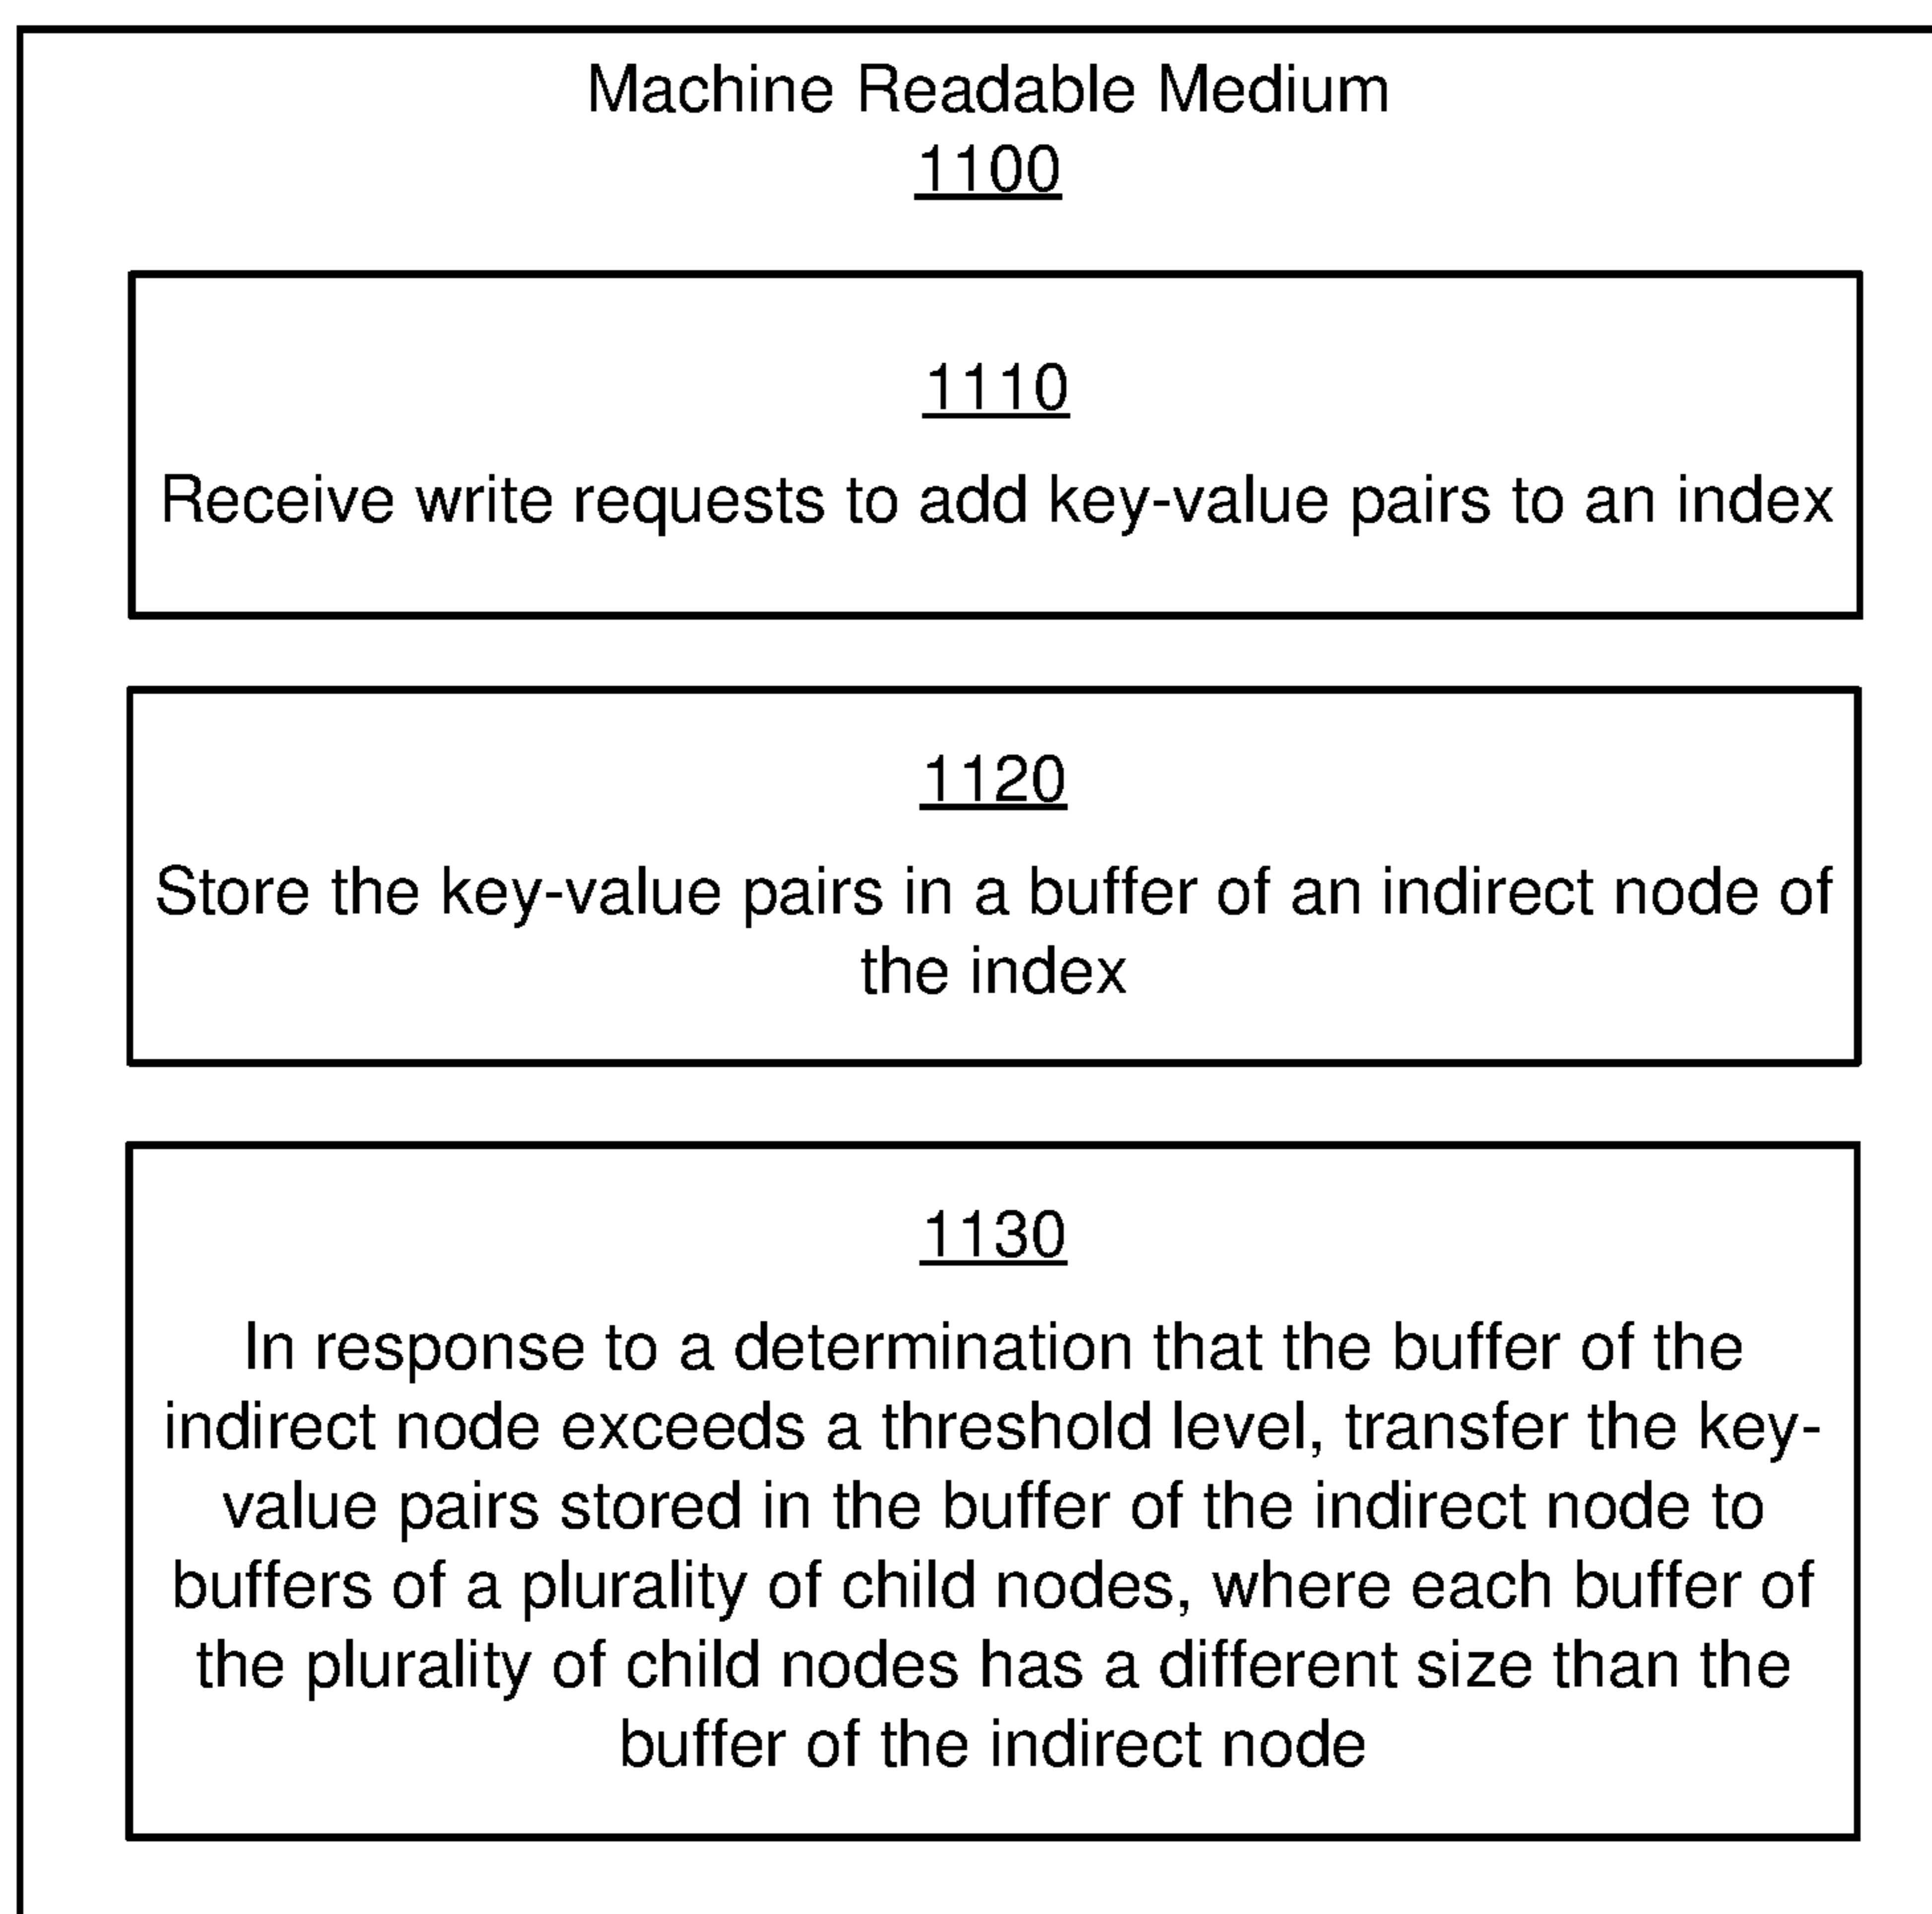 Machine Readable Medium
1100
1110
Receive write requests to add key-value pairs to an index
1120
Store the key-value pairs in a buffer of an indirect node of
the index
1130
In response to a determination that the buffer of the
indirect node exceeds a threshold level, transfer the key-
value pairs stored in the buffer of the indirect node to
buffers of a plurality of child nodes, where each buffer of
the plurality of child nodes has a different size than the
buffer of the indirect node